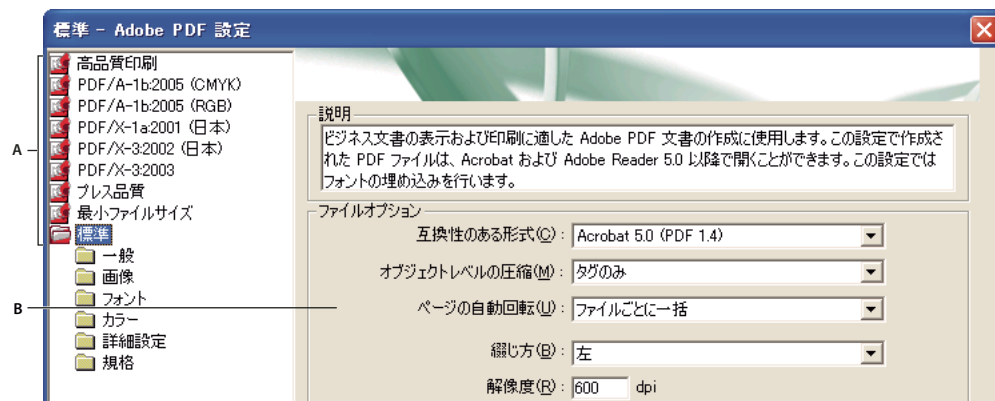 標準 - Adobe PDF 設定
高品質印刷
PDF/A-1b:2005 (CMYK)
PDF/A-1b:2005 (RGB)
PDF/X-1a:2001 (日本)
PDF/X-3:2002 (日本)
PDF/X-3:2003
プレス品質
最小ファイルサイズ
標準
一般
画像
フォント
カラー
詳細設定
規格
A
B
説明
ビジネス文書の表示および印刷に適した Adobe PDF 文書の作成に使用します。この設定で作成さ
れた PDF ファイルは、Acrobat および Adobe Reader 5.0 以降で開くことができます。この設定では
フォントの埋め込みを行います。
ファイルオプション
互換性のある形式(C) : Acrobat 5.0 (PDF 1.4)
オブジェクトレベルの圧縮(M) : タグのみ
ページの自動回転(U) : ファイルごとに一括
綴じ方(B) : 左
解像度(R) : 600 dpi